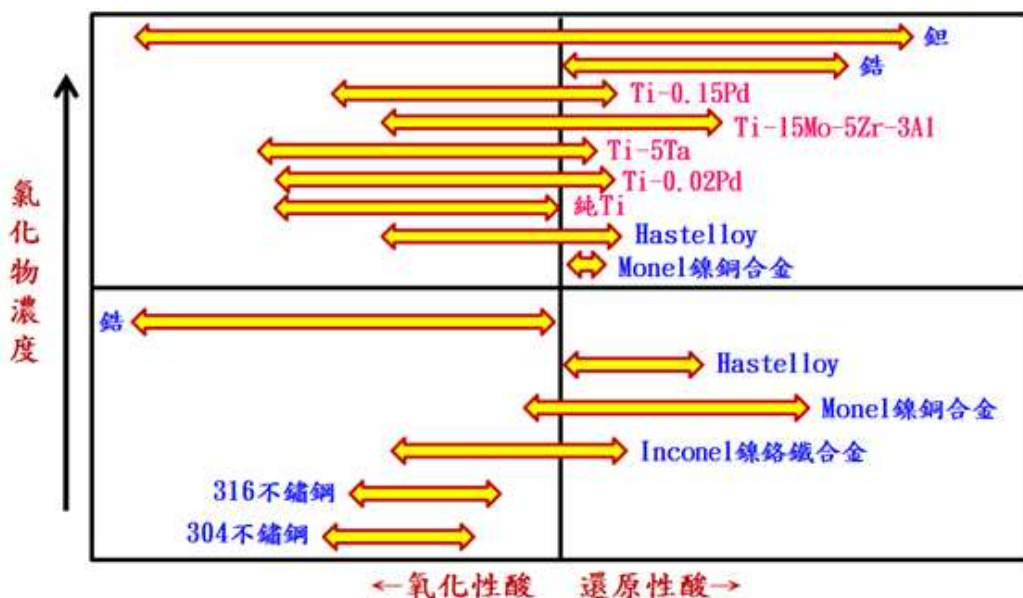 鉭
鋯
Ti-0.15Pd
Ti-15Mo-5Zr-3Al
Ti-5Ta
Ti-0.02Pd
純Ti
Hastelloy
Monel鎳銅合金
鋯
Hastelloy
Monel鎳銅合金
Inconel鎳鉻鐵合金
316不鏽鋼
304不鏽鋼
氯化物濃度
←氧化性酸 還原性酸→